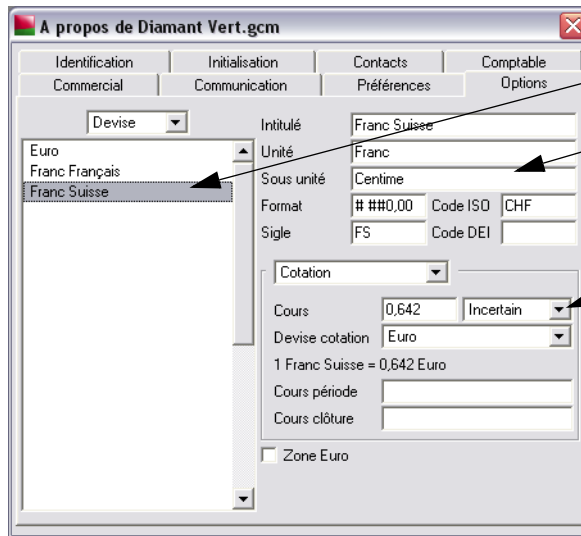 A propos de Diamant Vert.gcm
Identification Initialisation Contacts Comptable
Commercial Communication Préférences Options
Devise
Euro
Franc Français
Franc Suisse
Intitulé Franc Suisse
Unité Franc
Sous unité Centime
Format # ##0,00 Code ISO CHF
Sigle FS Code DEI
Cotation
Cours 0,642 Incertain
Devise cotation Euro
1 Franc Suisse = 0,642 Euro
Cours période
Cours clôture
Zone Euro